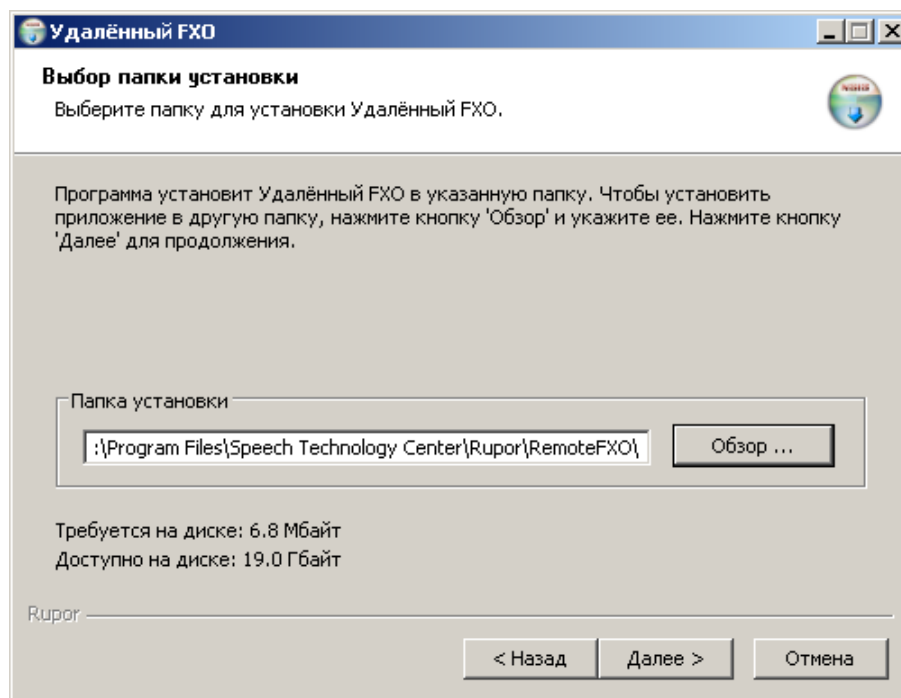 Удалённый FXO
Выбор папки установки
Выберите папку для установки Удалённый FXO.
NSIS
Программа установит Удалённый FXO в указанную папку. Чтобы установить
приложение в другую папку, нажмите кнопку 'Обзор' и укажите ее. Нажмите кнопку
'Далее' для продолжения.
Папка установки
:\Program Files\Speech Technology Center\Rupor\RemoteFXO\
Обзор ...
Требуется на диске: 6.8 Мбайт
Доступно на диске: 19.0 Гбайт
Rupor
< Назад
Далее >
Отмена